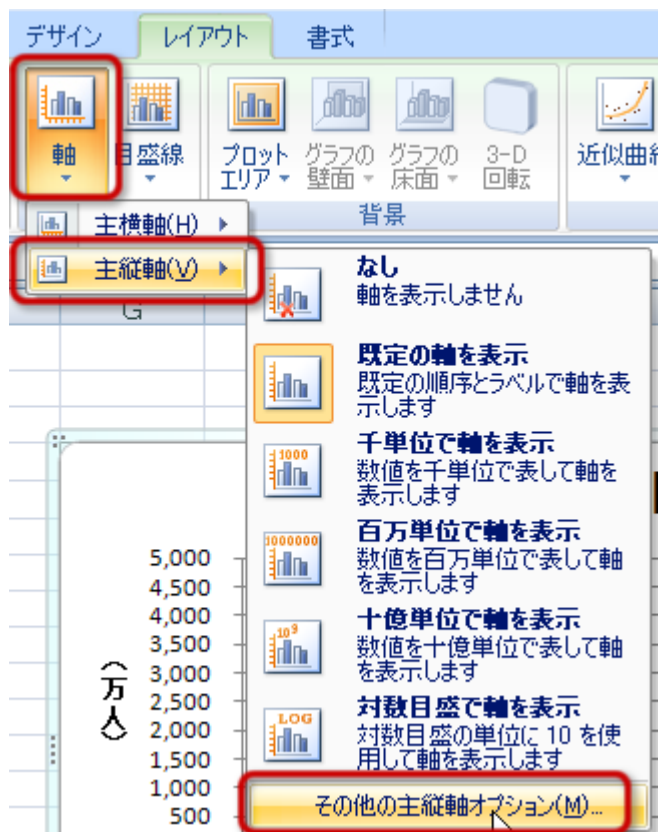 デザイン レイアウト 書式
軸 目盛線 プロット エリア グラフの 壁面 グラフの 床面 3-D 回転 近似曲線
背景
主横軸(H)
主縦軸(V)
G
なし
軸を表示しません
既定の軸を表示
既定の順序とラベルで軸を表
示します
1000
千単位で軸を表示
数値を千単位で表して軸を
表示します
1000000
百万単位で軸を表示
数値を百万単位で表して軸
を表示します
10⁹
十億単位で軸を表示
数値を十億単位で表して軸
を表示します
LOG
対数目盛で軸を表示
対数目盛の単位に 10 を使
用して軸を表示します
その他の主縦軸オプション(M)...
(万人)
5,000
4,500
4,000
3,500
3,000
2,500
2,000
1,500
1,000
500